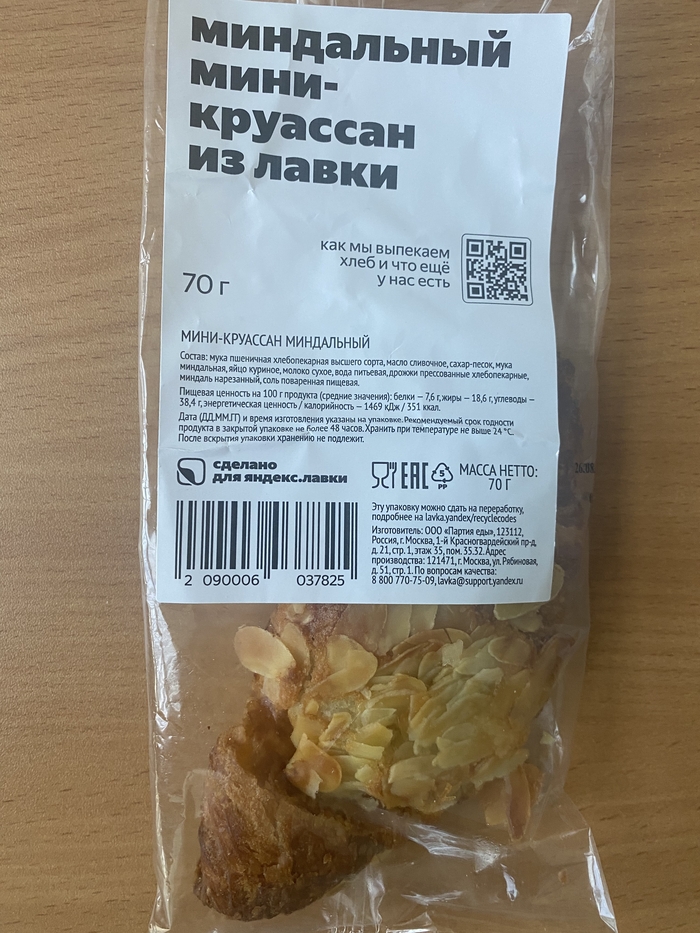 миндальный
мини-
круассан
из лавки
как мы выпекаем
хлеб и что ещё
у нас есть
70 г
МИНИ-КРУАССАН МИНДАЛЬНЫЙ
Состав: мука пшеничная хлебопекарная высшего сорта, масло сливочное, сахар-песок, мука
миндальная, яйцо куриное, молоко сухое, вода питьевая, дрожжи прессованные хлебопекарные,
миндаль нарезанный, соль поваренная пищевая.
Пищевая ценность на 100 г продукта (средние значения): белки — 7,6 г, жиры — 18,6 г, углеводы —
38,4 г, энергетическая ценность / калорийность — 1469 кДж / 351 ккал.
Дата (ДД.ММ.ГГ) и время изготовления указаны на упаковке. Рекомендуемый срок годности
продукта в закрытой упаковке не более 48 часов. Хранить при температуре не выше 24 °C.
После вскрытия упаковки хранению не подлежит.
сделано
для яндекс.лавки
EAC
5
PP
МАССА НЕТТО:
70 Г
Эту упаковку можно сдать на переработку,
подробнее на lavka.yandex/recyclecodes
Изготовитель: ООО «Партия еды», 123112,
Россия, г. Москва, 1-й Красногвардейский пр-д,
д. 21, стр. 1, этаж 35, пом. 35.32. Адрес
производства: 121471, г. Москва, ул. Рябиновая,
д. 51, стр. 1. По вопросам качества:
8 800 770-75-09, lavka@support.yandex.ru
2 090006 037825